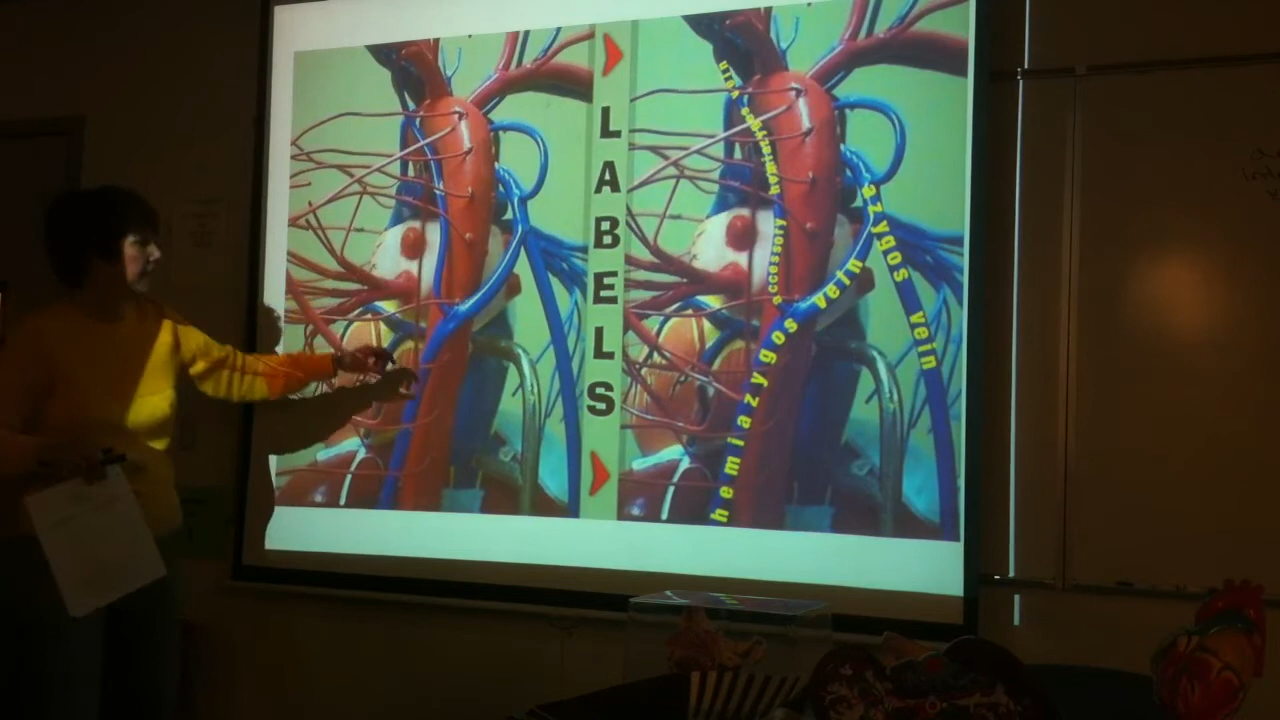 LABELS
accessory hemiazygos vein
hemiazygos vein
azygos vein